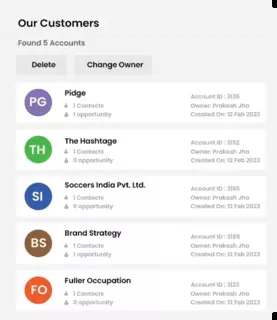 Our Customers
Found 5 Accounts
Delete
Change Owner
PG
Pidge
1 Contacts
1 opportunity
Account ID : 3136
Owner: Prakash Jha
Created On: 12 Feb 2023
TH
The Hashtage
1 Contacts
0 opportunity
Account ID : 3152
Owner: Prakash Jha
Created On: 12 Feb 2023
SI
Soccers India Pvt. Ltd.
1 Contacts
0 opportunity
Account ID :
Owner: Prakash Jha
Created On: 12 Feb 2023
BS
Brand Strategy
1 Contacts
1 opportunity
Account ID :
Owner: Prakash Jha
Created On: 12 Feb 2023
FO
Fuller Occupation
1 Contacts
0 opportunity
Account ID : 3123
Owner: Prakash Jha
Created On: 12 Feb 2023